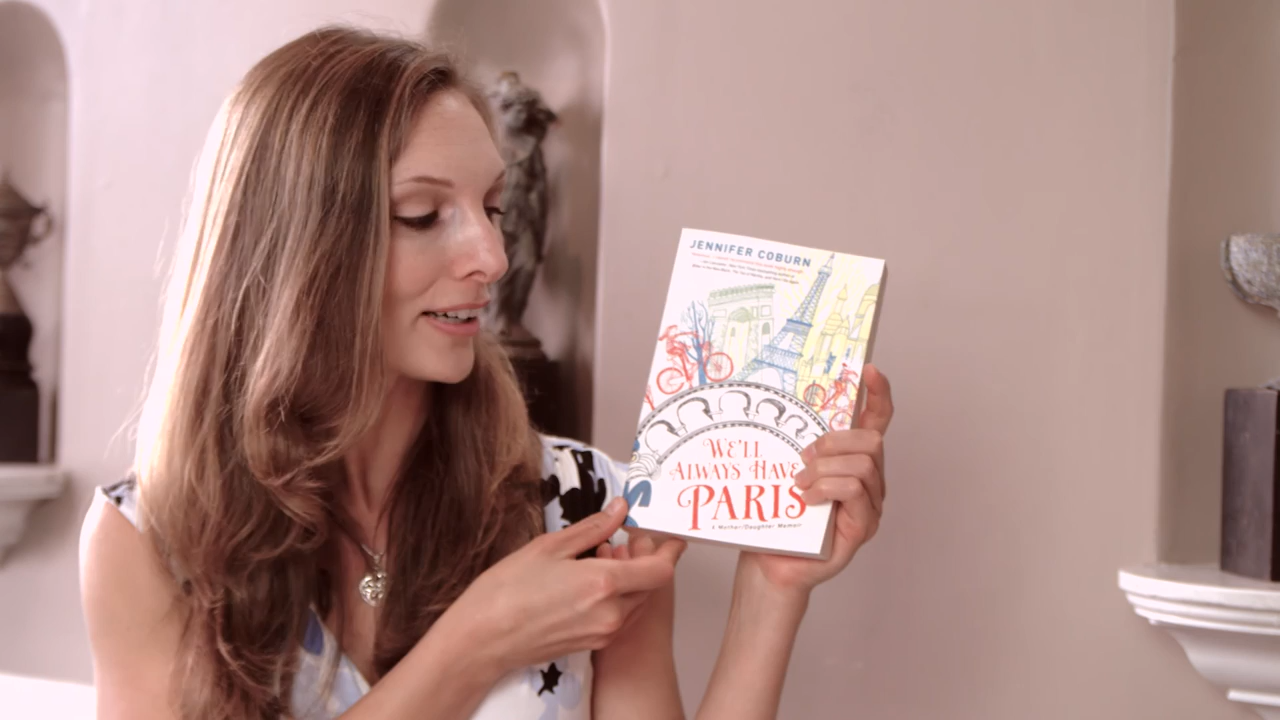 JENNIFER COBURN
WE'LL
ALWAYS HAVE
PARIS
A Mother/Daughter Memoir